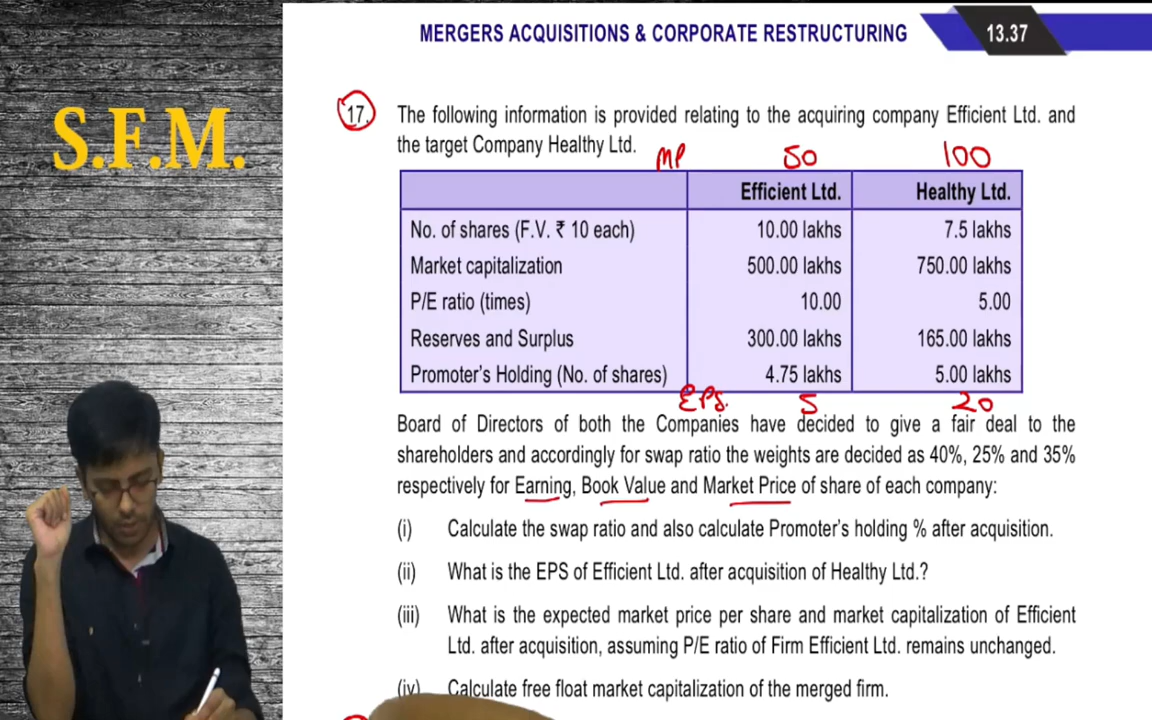 MERGERS ACQUISITIONS & CORPORATE RESTRUCTURING 13.37
S.F.M.
17. The following information is provided relating to the acquiring company Efficient Ltd. and
the target Company Healthy Ltd.
MP 50 100
Efficient Ltd. Healthy Ltd.
No. of shares (F.V. ₹ 10 each) 10.00 lakhs 7.5 lakhs
Market capitalization 500.00 lakhs 750.00 lakhs
P/E ratio (times) 10.00 5.00
Reserves and Surplus 300.00 lakhs 165.00 lakhs
Promoter's Holding (No. of shares) 4.75 lakhs 5.00 lakhs
EPS. 5 20
Board of Directors of both the Companies have decided to give a fair deal to the
shareholders and accordingly for swap ratio the weights are decided as 40%, 25% and 35%
respectively for Earning, Book Value and Market Price of share of each company:
(i) Calculate the swap ratio and also calculate Promoter's holding % after acquisition.
(ii) What is the EPS of Efficient Ltd. after acquisition of Healthy Ltd.?
(iii) What is the expected market price per share and market capitalization of Efficient
Ltd. after acquisition, assuming P/E ratio of Firm Efficient Ltd. remains unchanged.
(iv) Calculate free float market capitalization of the merged firm.